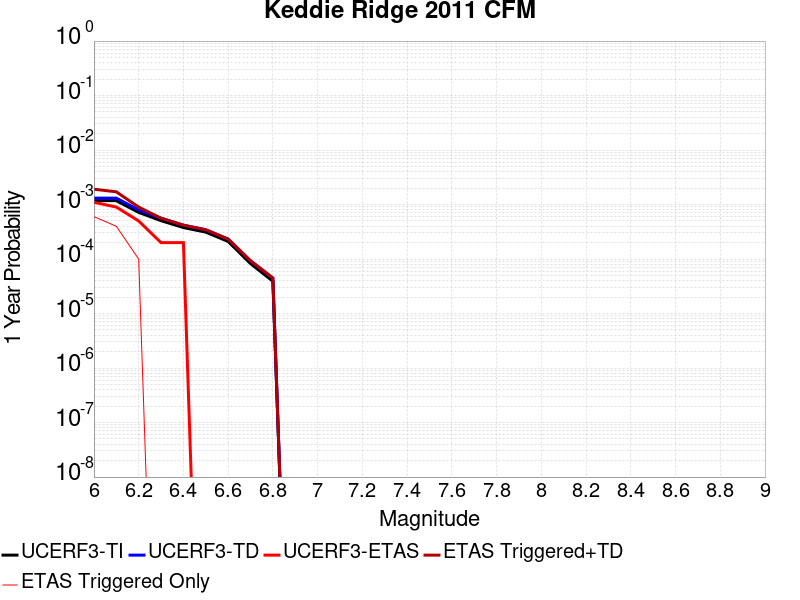 Keddie Ridge 2011 CFM
1 Year Probability
10^0
10^-1
10^-2
10^-3
10^-4
10^-5
10^-6
10^-7
10^-8
6 6.2 6.4 6.6 6.8 7 7.2 7.4 7.6 7.8 8 8.2 8.4 8.6 8.8 9
Magnitude
UCERF3-TI UCERF3-TD UCERF3-ETAS ETAS Triggered+TD
ETAS Triggered Only